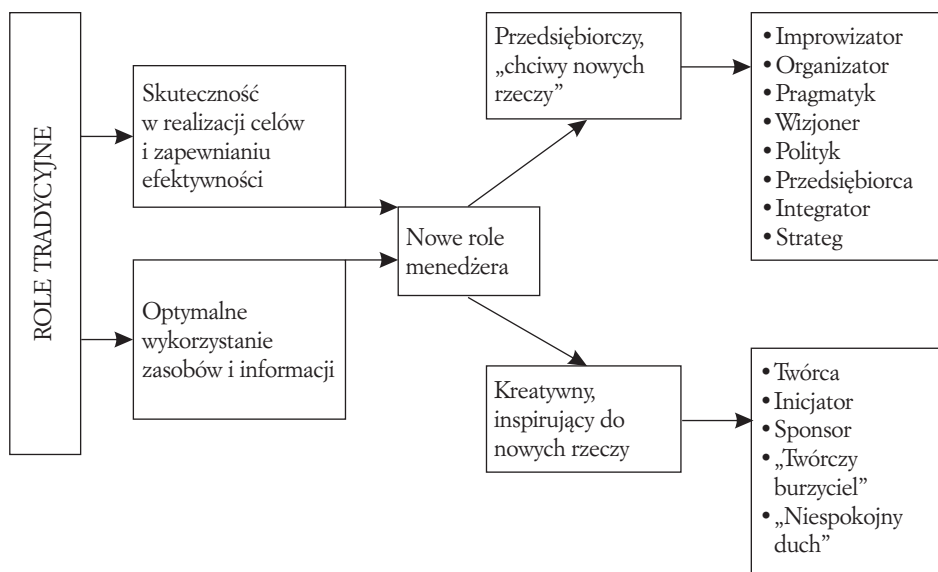 ROLE TRADYCYJNE
Skuteczność
w realizacji celów
i zapewnianiu
efektywności
Optymalne
wykorzystanie
zasobów i informacji
Nowe role
menedżera
Przedsiębiorczy,
„chciwy nowych
rzeczy”
• Improwizator
• Organizator
• Pragmatyk
• Wizjoner
• Polityk
• Przedsiębiorca
• Integrator
• Strateg
Kreatywny,
inspirujący do
nowych rzeczy
• Twórca
• Inicjator
• Sponsor
• „Twórczy
burzyciel”
• „Niespokojny
duch”